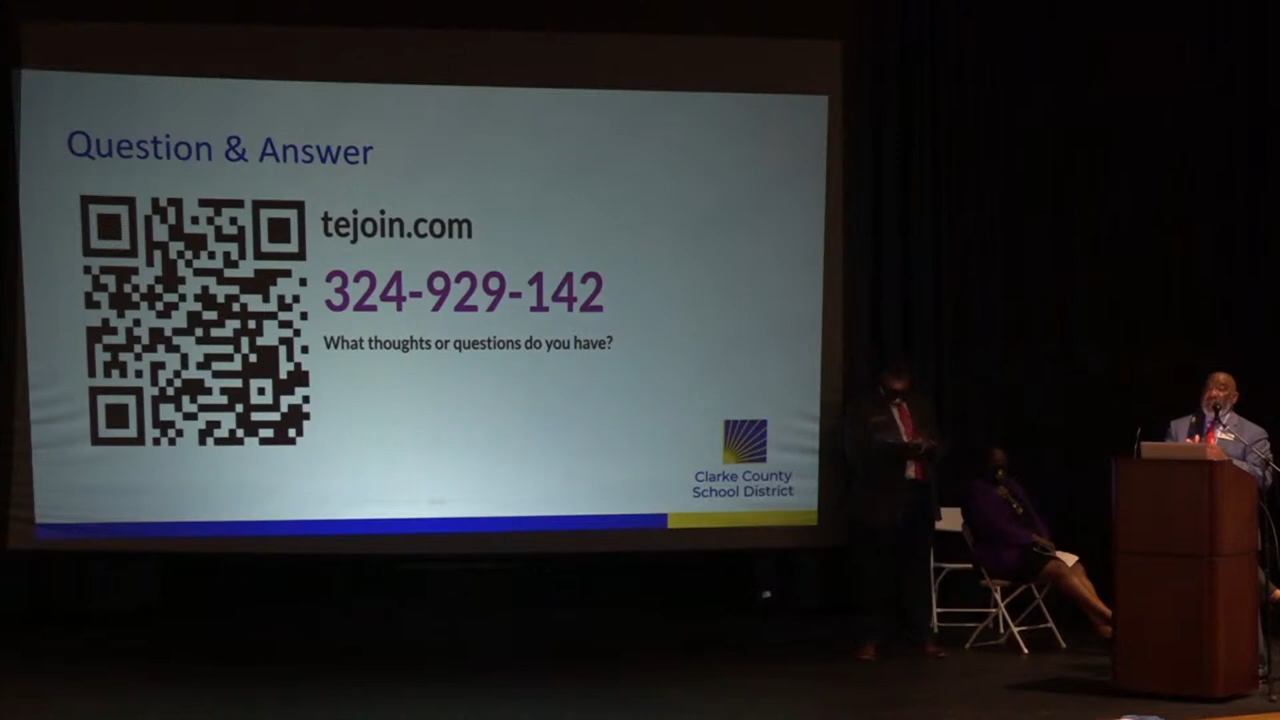 Question & Answer
tejoin.com
324-929-142
What thoughts or questions do you have?
Clarke County
School District